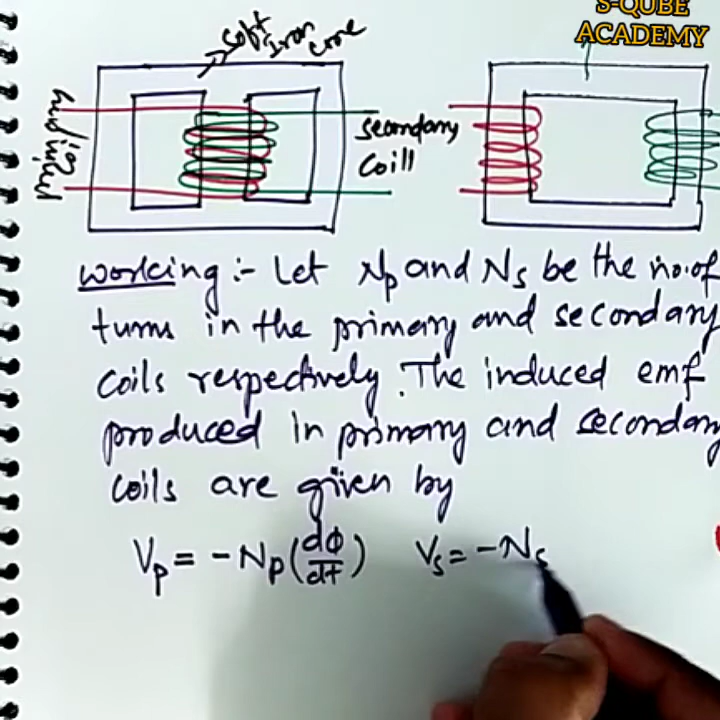 S-QUBE
ACADEMY
Soft
iron core
secondary
Coill
Working :- Let Np and Ns be the no.of
turns in the primary and secondary
coils respectively. The induced emf
produced in primary and secondary
coils are given by
Vp = -Np(dϕ/dt) Vs = -Ns